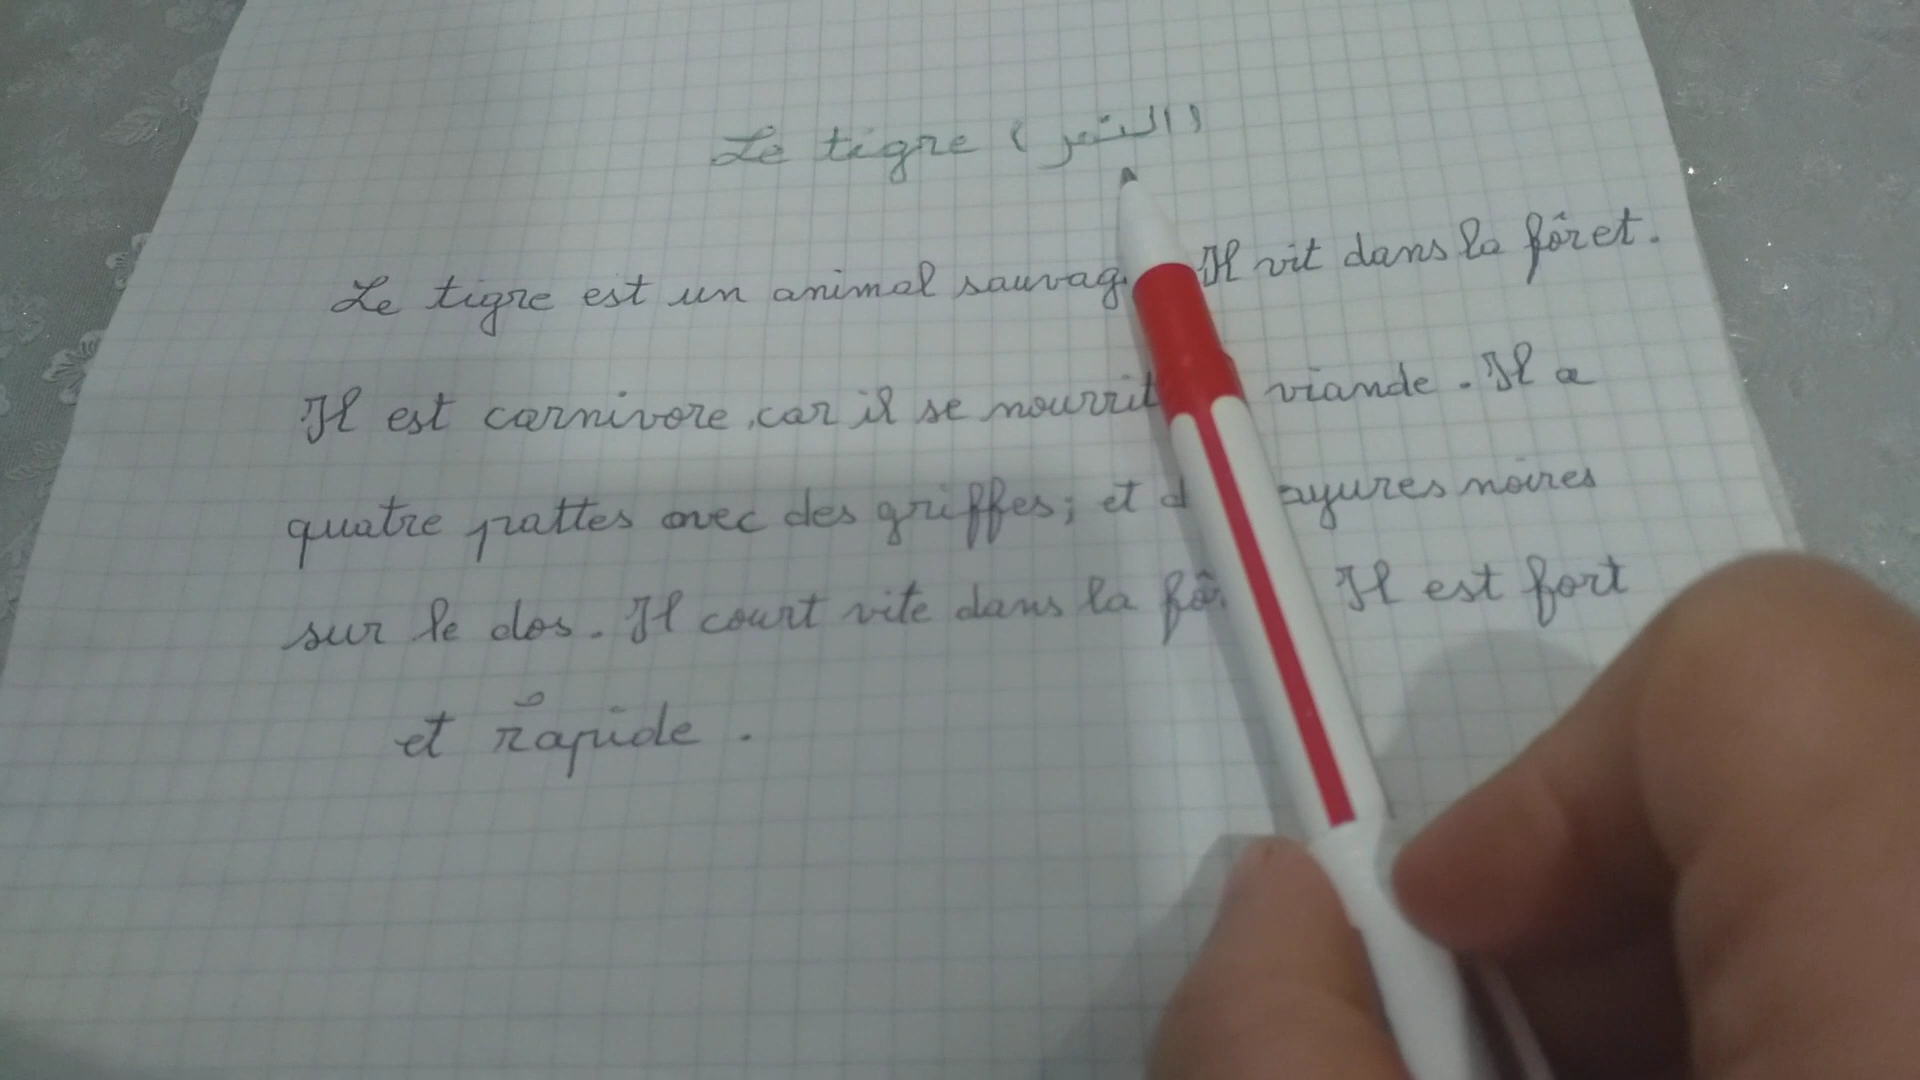 Le tigre (النمر)
Le tigre est un animal Il vit dans la fôret.
Il est carnivore, car il se nourrit viande. Il a
quatre pattes avec des griffes; et noires
sur le dos. Il court vite dans la Il est fort
et rapide.